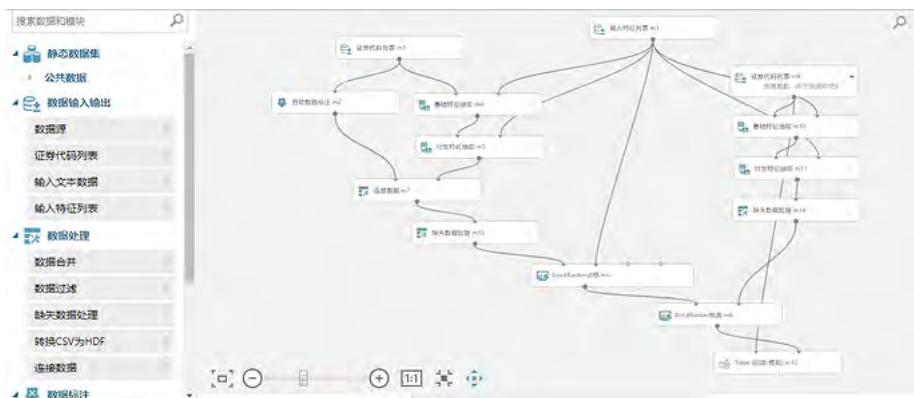 搜索数据和模块
静态数据集
公共数据
数据输入输出
数据源
证券代码列表
输入文本数据
输入特征列表
数据处理
数据合并
数据过滤
缺失数据处理
转换CSV为HDF
连接数据
数据标注
输入特征列表 m3
证券代码列表 m1
证券代码列表 m9
自动数据标注 m2
基础特征抽取 m4
基础特征抽取 m10
衍生特征抽取 m5
衍生特征抽取 m11
连接数据 m7
缺失数据处理 m13
缺失数据处理 m14
StockRanker训练 m6
StockRanker预测 m8
Trade (回测/模拟) m12
1:1